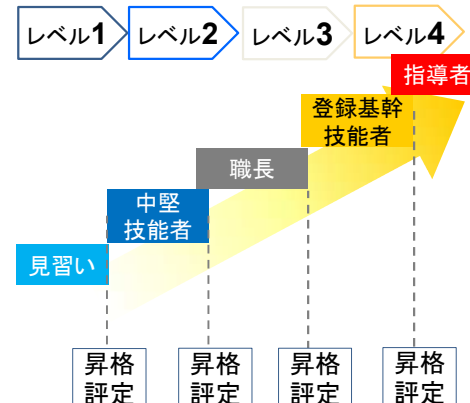 レベル1
レベル2
レベル3
レベル4
指導者
登録基幹
技能者
職長
中堅
技能者
見習い
昇格
評定
昇格
評定
昇格
評定
昇格
評定